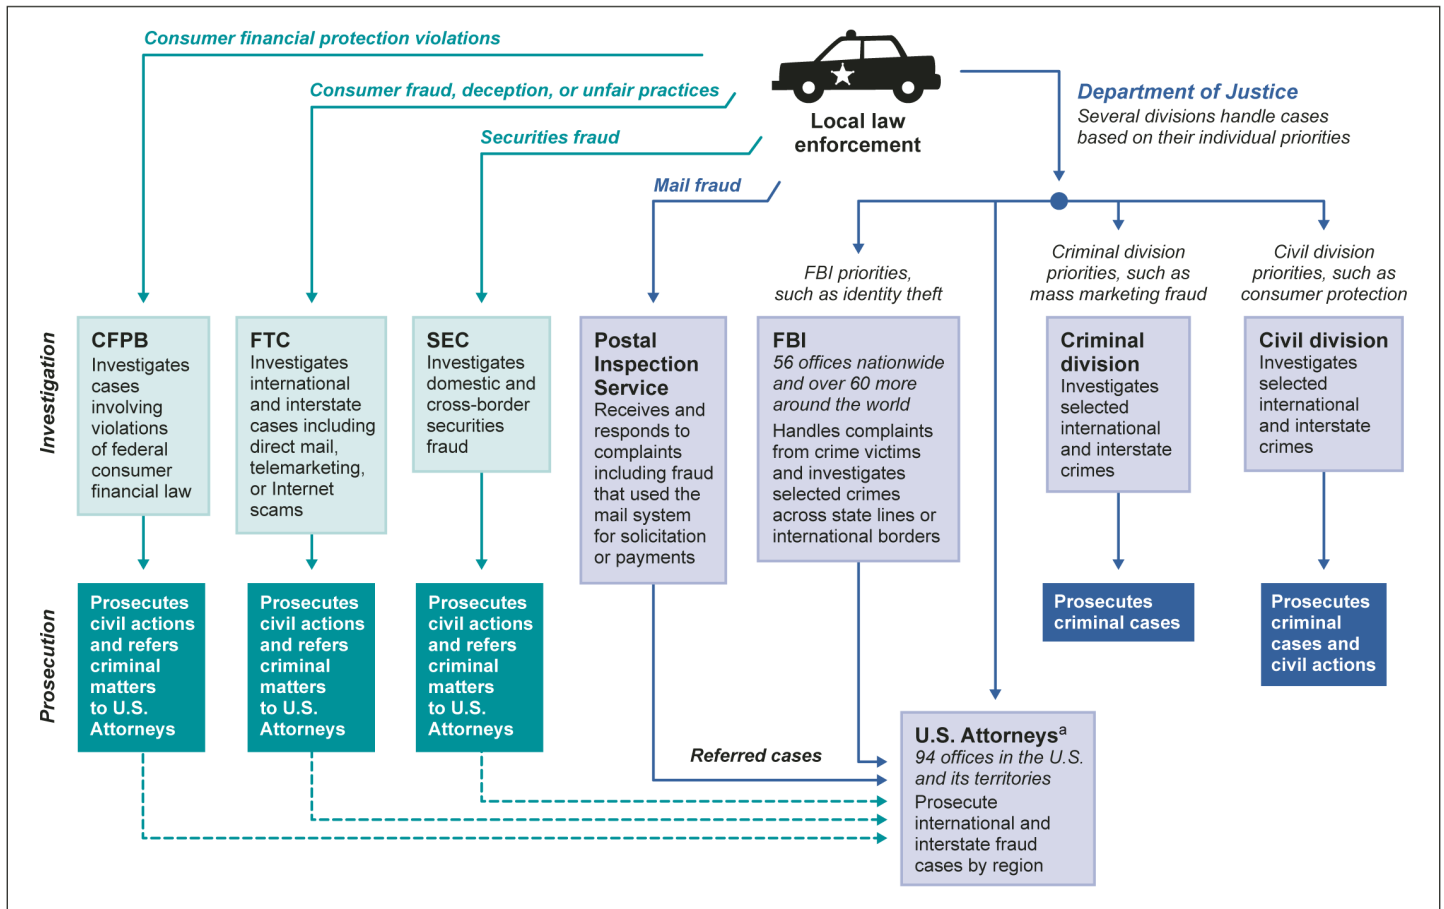 Consumer financial protection violations
Consumer fraud, deception, or unfair practices
Securities fraud
Mail fraud
Local law
enforcement
Department of Justice
Several divisions handle cases
based on their individual priorities
FBI priorities,
such as identity theft
Criminal division
priorities, such as
mass marketing fraud
Civil division
priorities, such as
consumer protection
Investigation
CFPB
Investigates
cases
involving
violations
of federal
consumer
financial law
FTC
Investigates
international
and interstate
cases including
direct mail,
telemarketing,
or Internet
scams
SEC
Investigates
domestic and
cross-border
securities
fraud
Postal
Inspection
Service
Receives and
responds to
complaints
including fraud
that used the
mail system
for solicitation
or payments
FBI
56 offices nationwide
and over 60 more
around the world
Handles complaints
from crime victims
and investigates
selected crimes
across state lines or
international borders
Criminal
division
Investigates
selected
international
and interstate
crimes
Civil division
Investigates
selected
international
and interstate
crimes
Prosecution
Prosecutes
civil actions
and refers
criminal
matters
to U.S.
Attorneys
Prosecutes
civil actions
and refers
criminal
matters
to U.S.
Attorneys
Prosecutes
civil actions
and refers
criminal
matters
to U.S.
Attorneys
Prosecutes
criminal cases
Prosecutes
criminal
cases and
civil actions
Referred cases
U.S. Attorneysᵃ
94 offices in the U.S.
and its territories
Prosecute
international and
interstate fraud
cases by region